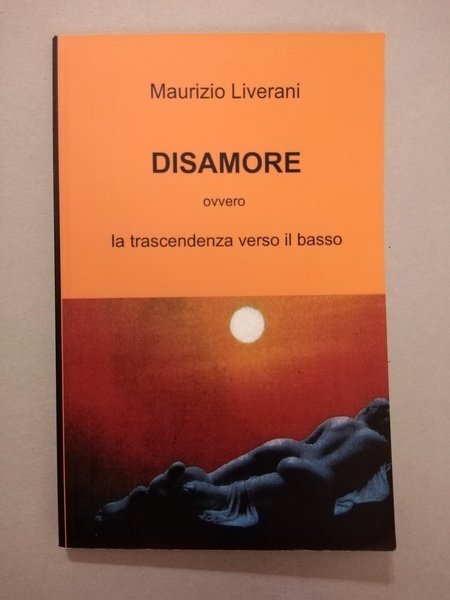 Maurizio Liverani
DISAMORE
ovvero
la trascendenza verso il basso